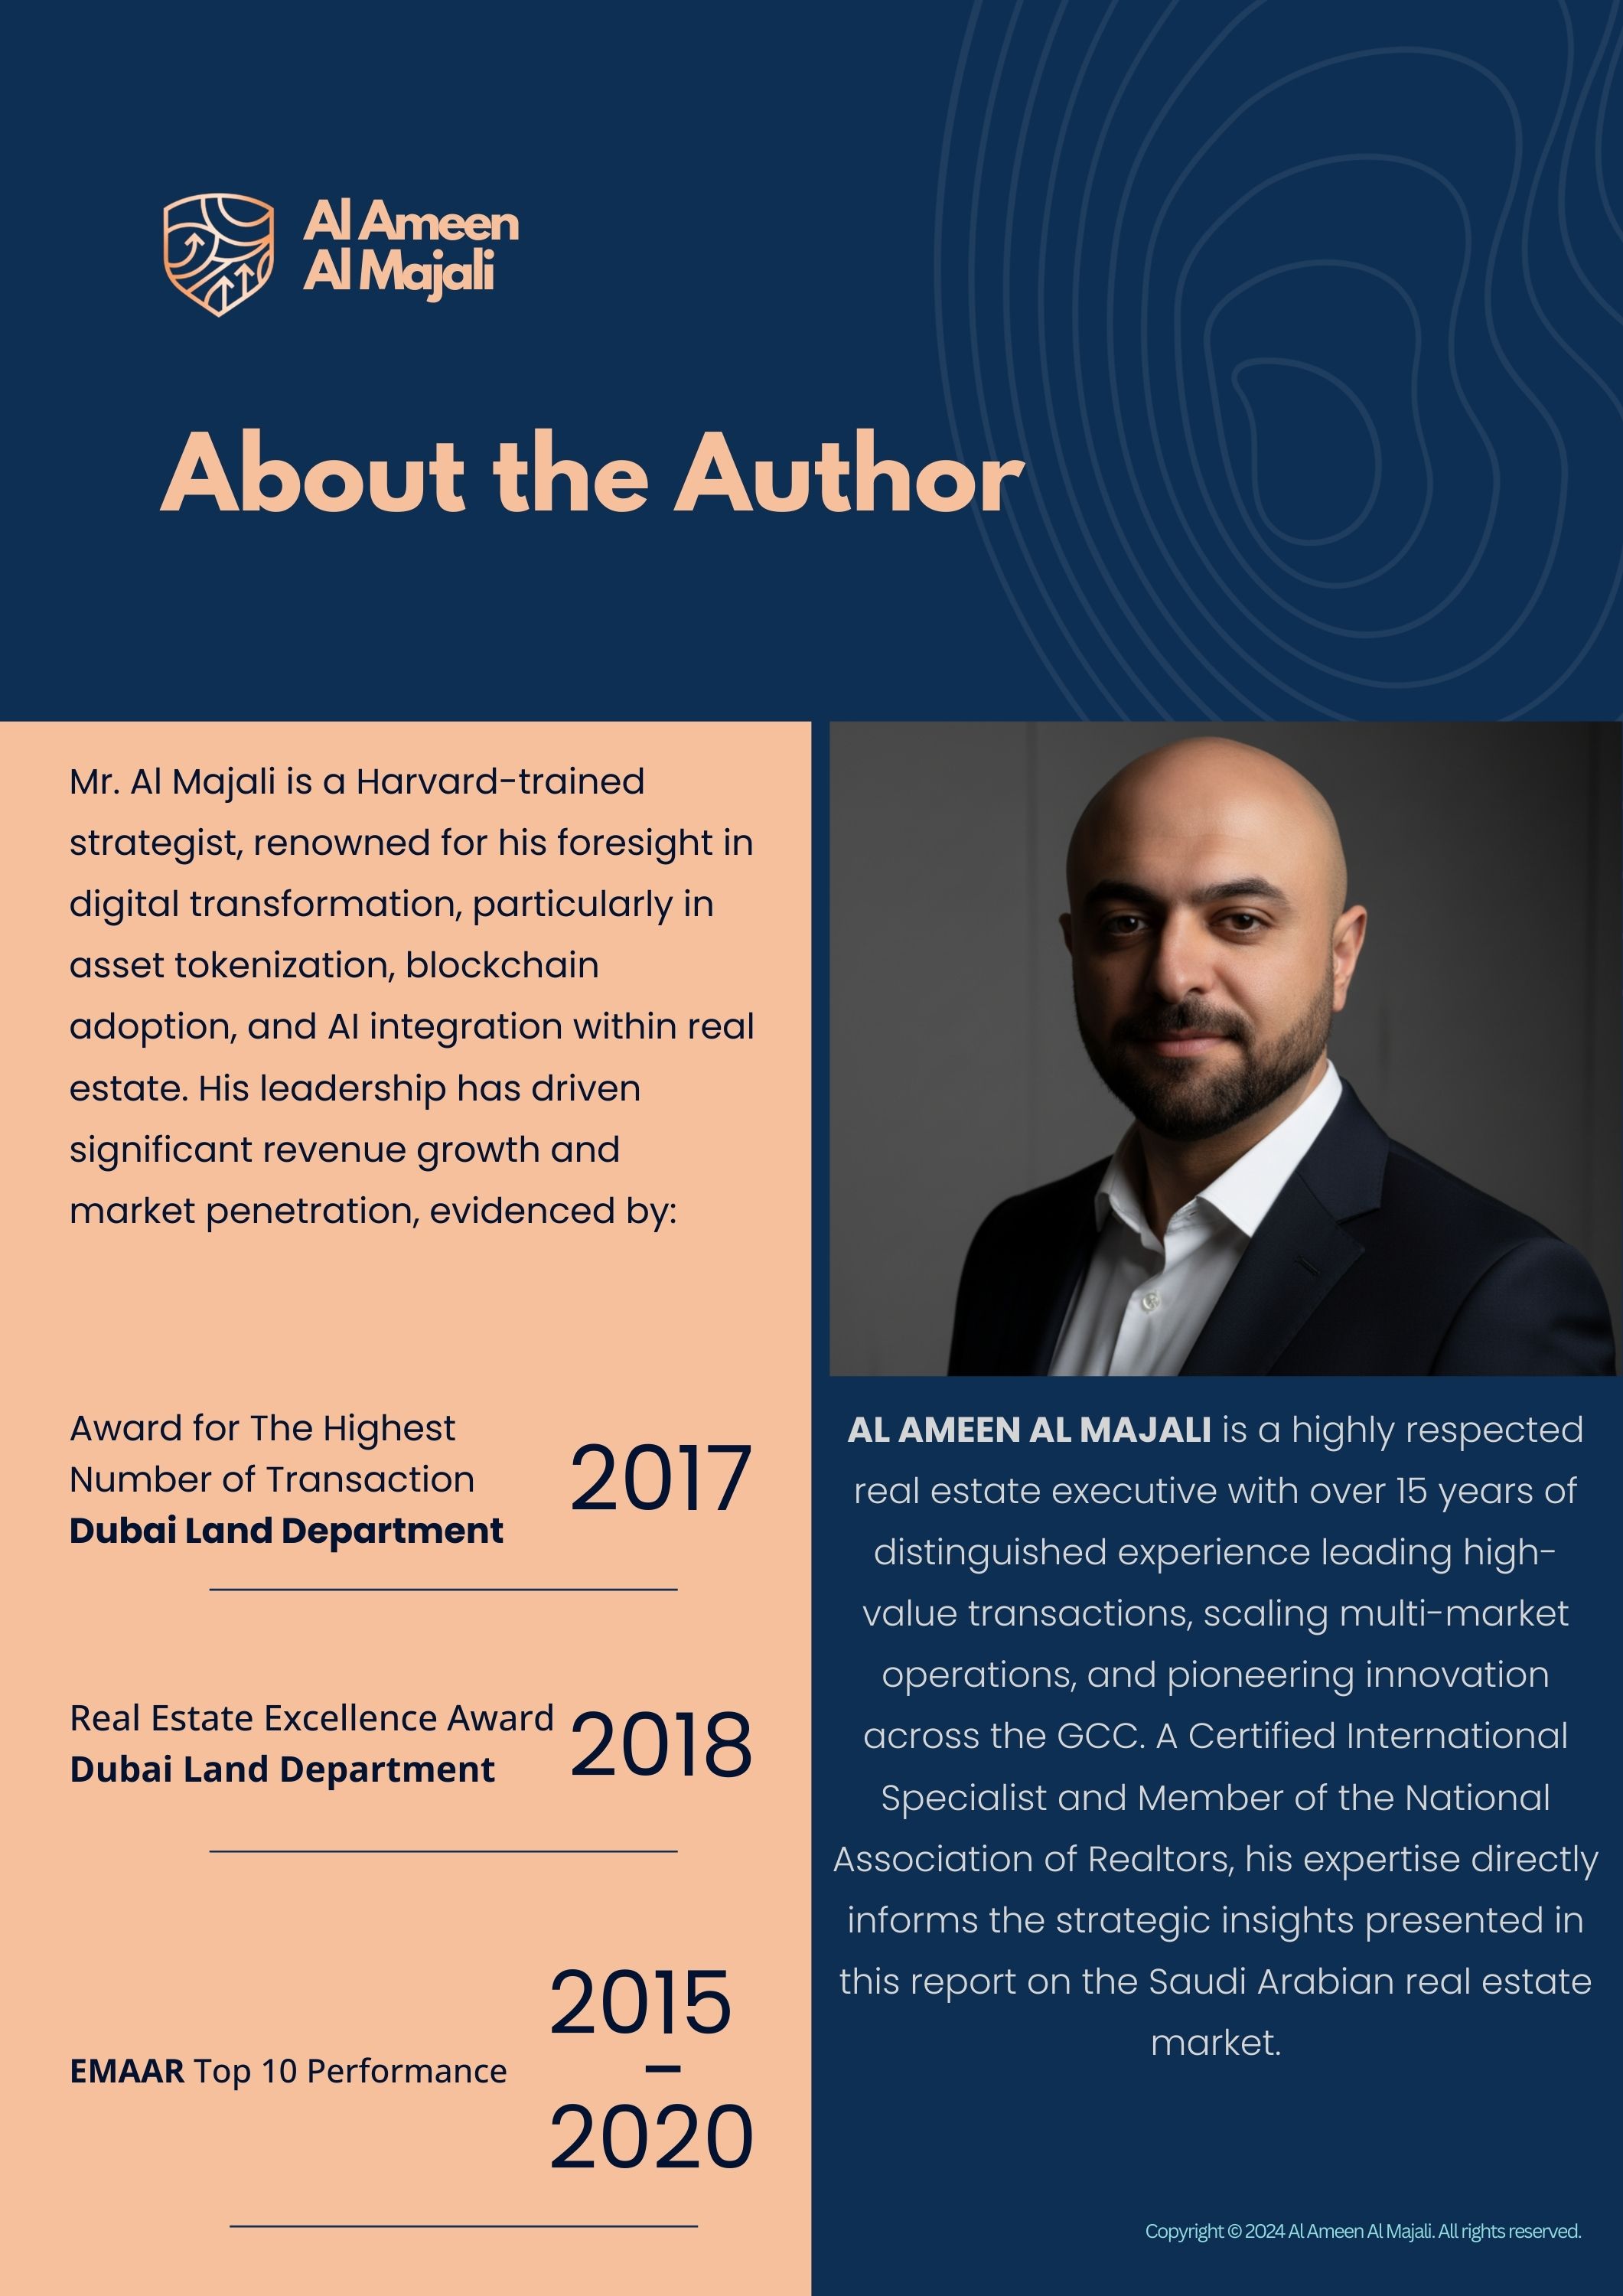 Al Ameen
Al Majali
About the Author
Mr. Al Majali is a Harvard-trained
strategist, renowned for his foresight in
digital transformation, particularly in
asset tokenization, blockchain
adoption, and AI integration within real
estate. His leadership has driven
significant revenue growth and
market penetration, evidenced by:
Award for The Highest
Number of Transaction
Dubai Land Department
2017
Real Estate Excellence Award
Dubai Land Department
2018
EMAAR Top 10 Performance
2015
–
2020
AL AMEEN AL MAJALI is a highly respected
real estate executive with over 15 years of
distinguished experience leading high-
value transactions, scaling multi-market
operations, and pioneering innovation
across the GCC. A Certified International
Specialist and Member of the National
Association of Realtors, his expertise directly
informs the strategic insights presented in
this report on the Saudi Arabian real estate
market.
Copyright © 2024 Al Ameen Al Majali. All rights reserved.